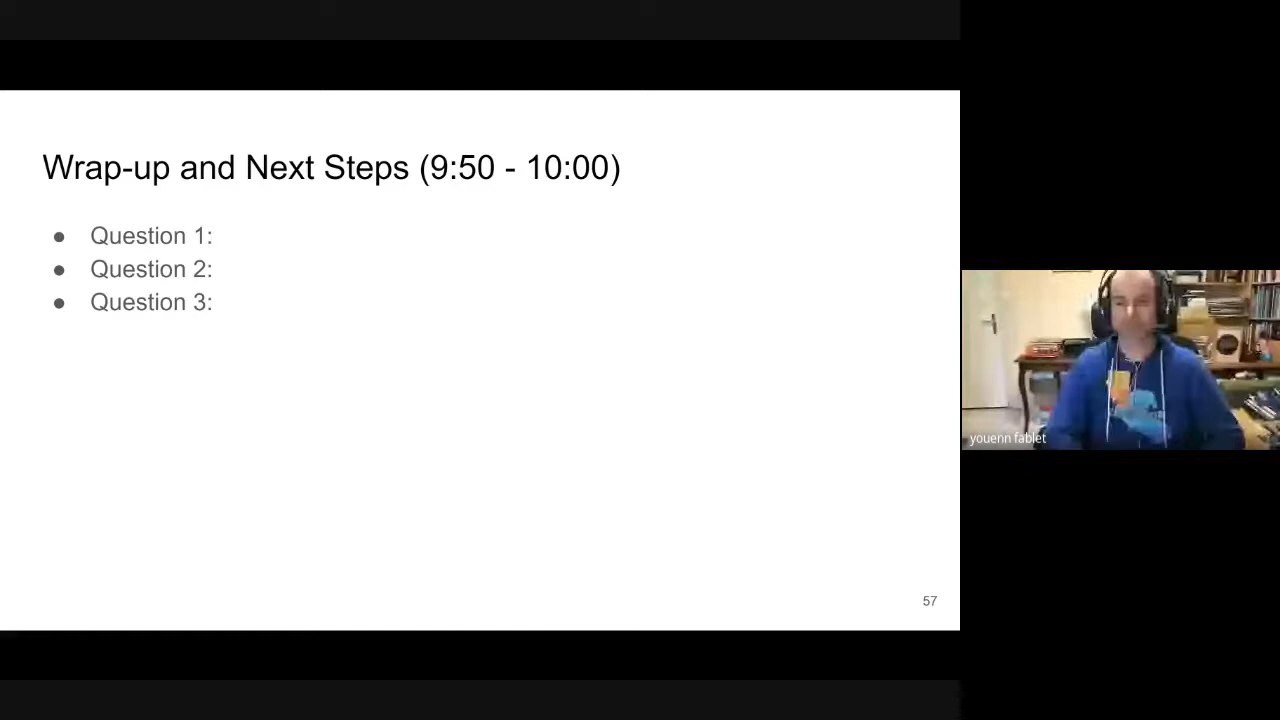 Wrap-up and Next Steps (9:50 - 10:00)
● Question 1:
● Question 2:
● Question 3:
youenn fablet
57